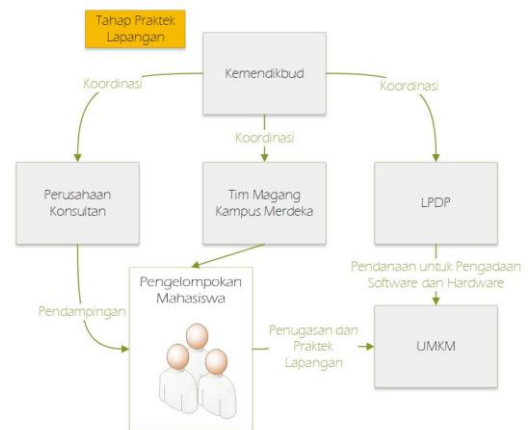 Tahap Praktek
Lapangan
Kemendikbud
Koordinasi
Koordinasi
Koordinasi
Perusahaan
Konsultan
Tim Magang
Kampus Merdeka
LPDP
Pengelompokan
Mahasiswa
Pendanaan untuk Pengadaan
Software dan Hardware
Pendampingan
Penugasan dan
Praktek
Lapangan
UMKM